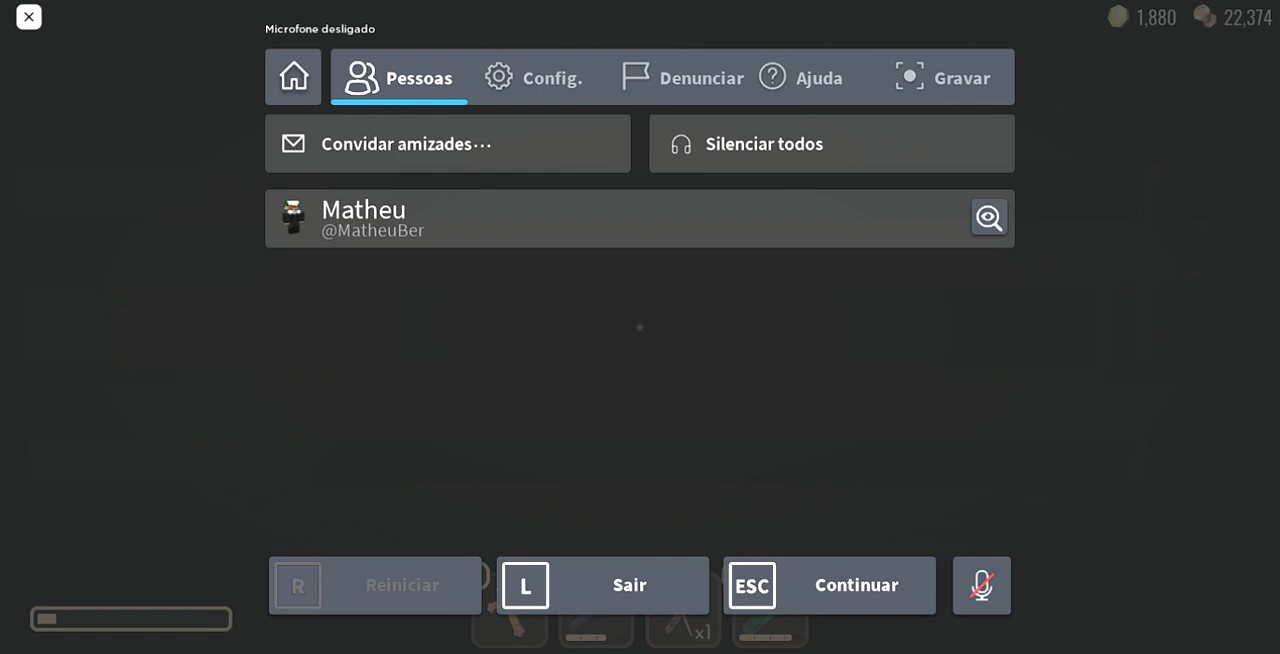 1,880 22,374
Microfone desligado
Pessoas Config. Denunciar Ajuda Gravar
Convidar amizades... Silenciar todos
Matheu
@MatheuBer
R Reiniciar L Sair ESC Continuar
x1